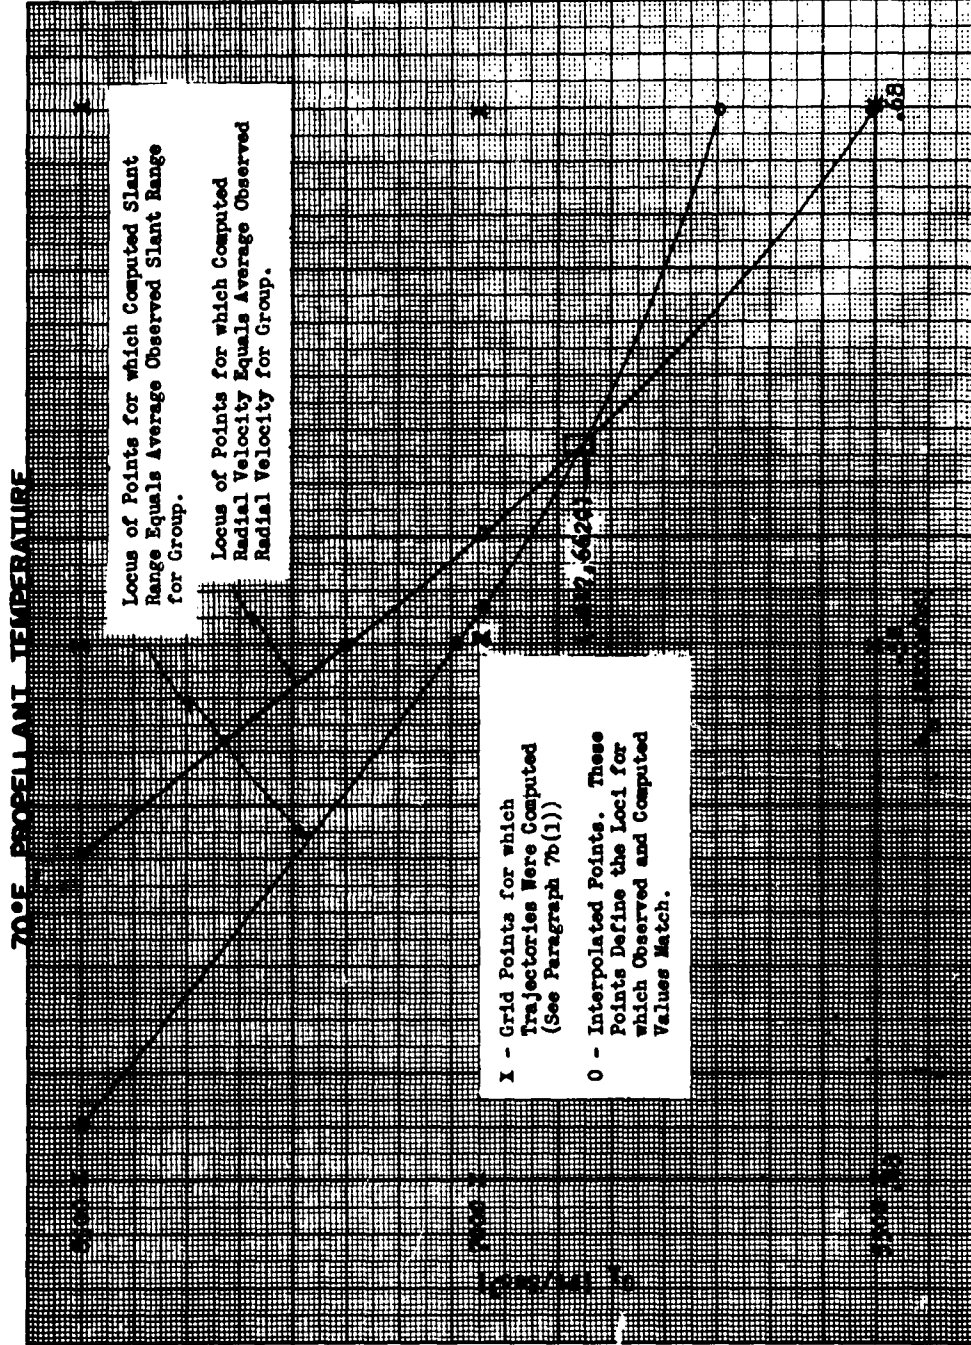 70°F PROPELLANT TEMPERATURE
Locus of Points for which Computed Slant
Range Equals Average Observed Slant Range
for Group.
Locus of Points for which Computed
Radial Velocity Equals Average Observed
Radial Velocity for Group.
X - Grid Points for which
Trajectories Were Computed
(See Paragraph 7b(1))
O - Interpolated Points. These
Points Define the Loci for
which Observed and Computed
Values Match.
.68